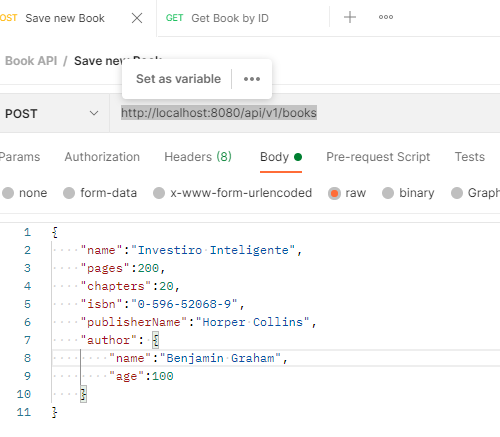 POST Save new Book GET Get Book by ID
Book API / Save new Book
Set as variable
POST http://localhost:8080/api/v1/books
Params Authorization Headers (8) Body Pre-request Script Tests
none form-data x-www-form-urlencoded raw binary Graph
1 {
2 "name":"Investiro Inteligente",
3 "pages":200,
4 "chapters":20,
5 "isbn":"0-596-52068-9",
6 "publisherName":"Horper Collins",
7 "author": {
8 "name":"Benjamin Graham",
9 "age":100
10 }
11 }